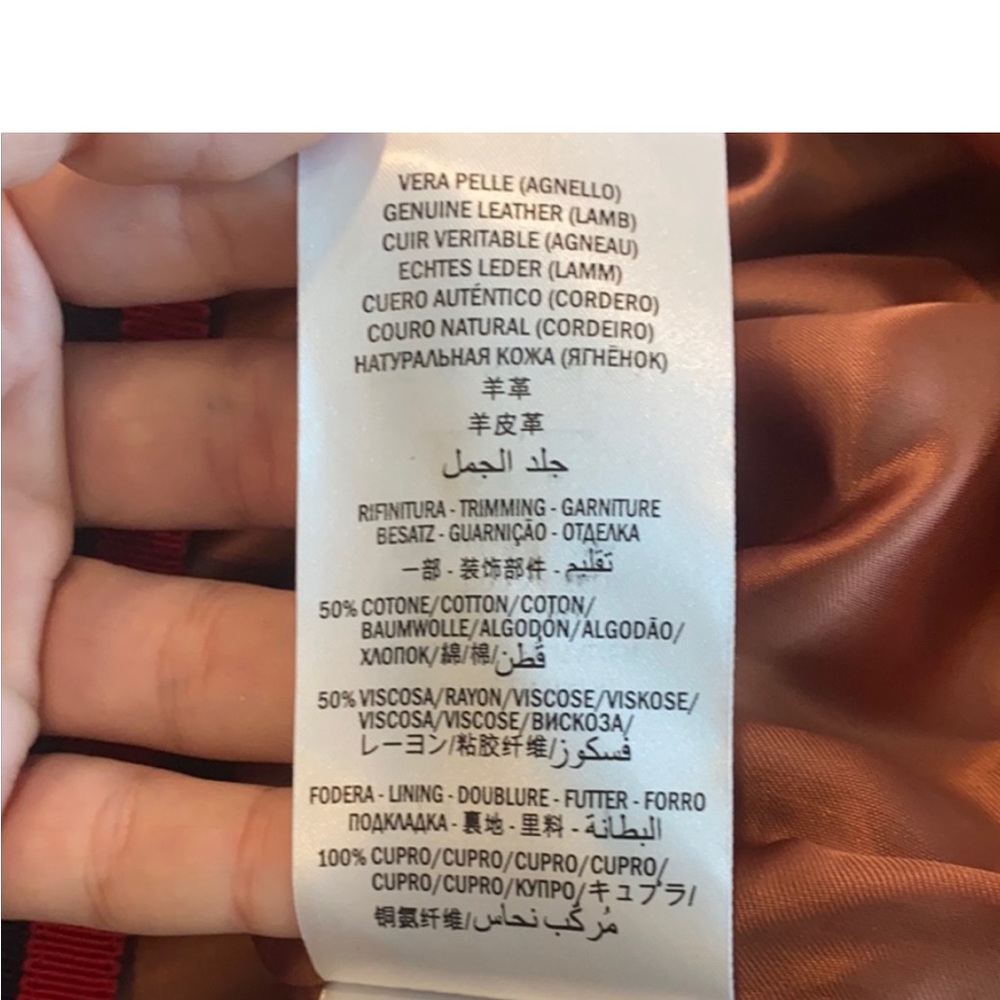 VERA PELLE (AGNELLO)
GENUINE LEATHER (LAMB)
CUIR VERITABLE (AGNEAU)
ECHTES LEDER (LAMM)
CUERO AUTÉNTICO (CORDERO)
COURO NATURAL (CORDEIRO)
НАТУРАЛЬНАЯ КОЖА (ЯГНЁНОК)
羊革
羊皮革
جلد الجمل
RIFINITURA - TRIMMING - GARNITURE
BESATZ - GUARNIÇÃO - ОТДЕЛКА
一部 - 装饰部件 - تَقليم
50% COTONE/COTTON/COTON/
BAUMWOLLE/ALGODÓN/ALGODÃO/
ХЛОПОК/綿/棉/قُطن
50% VISCOSA/RAYON/VISCOSE/VISKOSE/
VISCOSA/VISCOSE/ВИСКОЗА/
レーヨン/粘胶纤维/فسكوز
FODERA - LINING - DOUBLURE - FUTTER - FORRO
ПОДКЛАДКА - 裏地 - 里料 - البطانة
100% CUPRO/CUPRO/CUPRO/CUPRO/
CUPRO/CUPRO/КУПРО/キュプラ/
铜氨纤维/مُركب نحاس